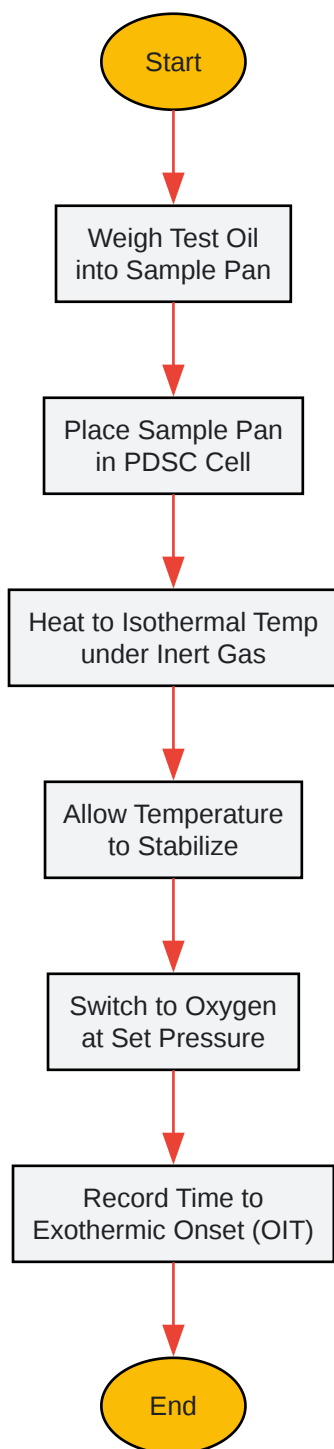 Start
Weigh Test Oil
into Sample Pan
Place Sample Pan
in PDSC Cell
Heat to Isothermal Temp
under Inert Gas
Allow Temperature
to Stabilize
Switch to Oxygen
at Set Pressure
Record Time to
Exothermic Onset (OIT)
End